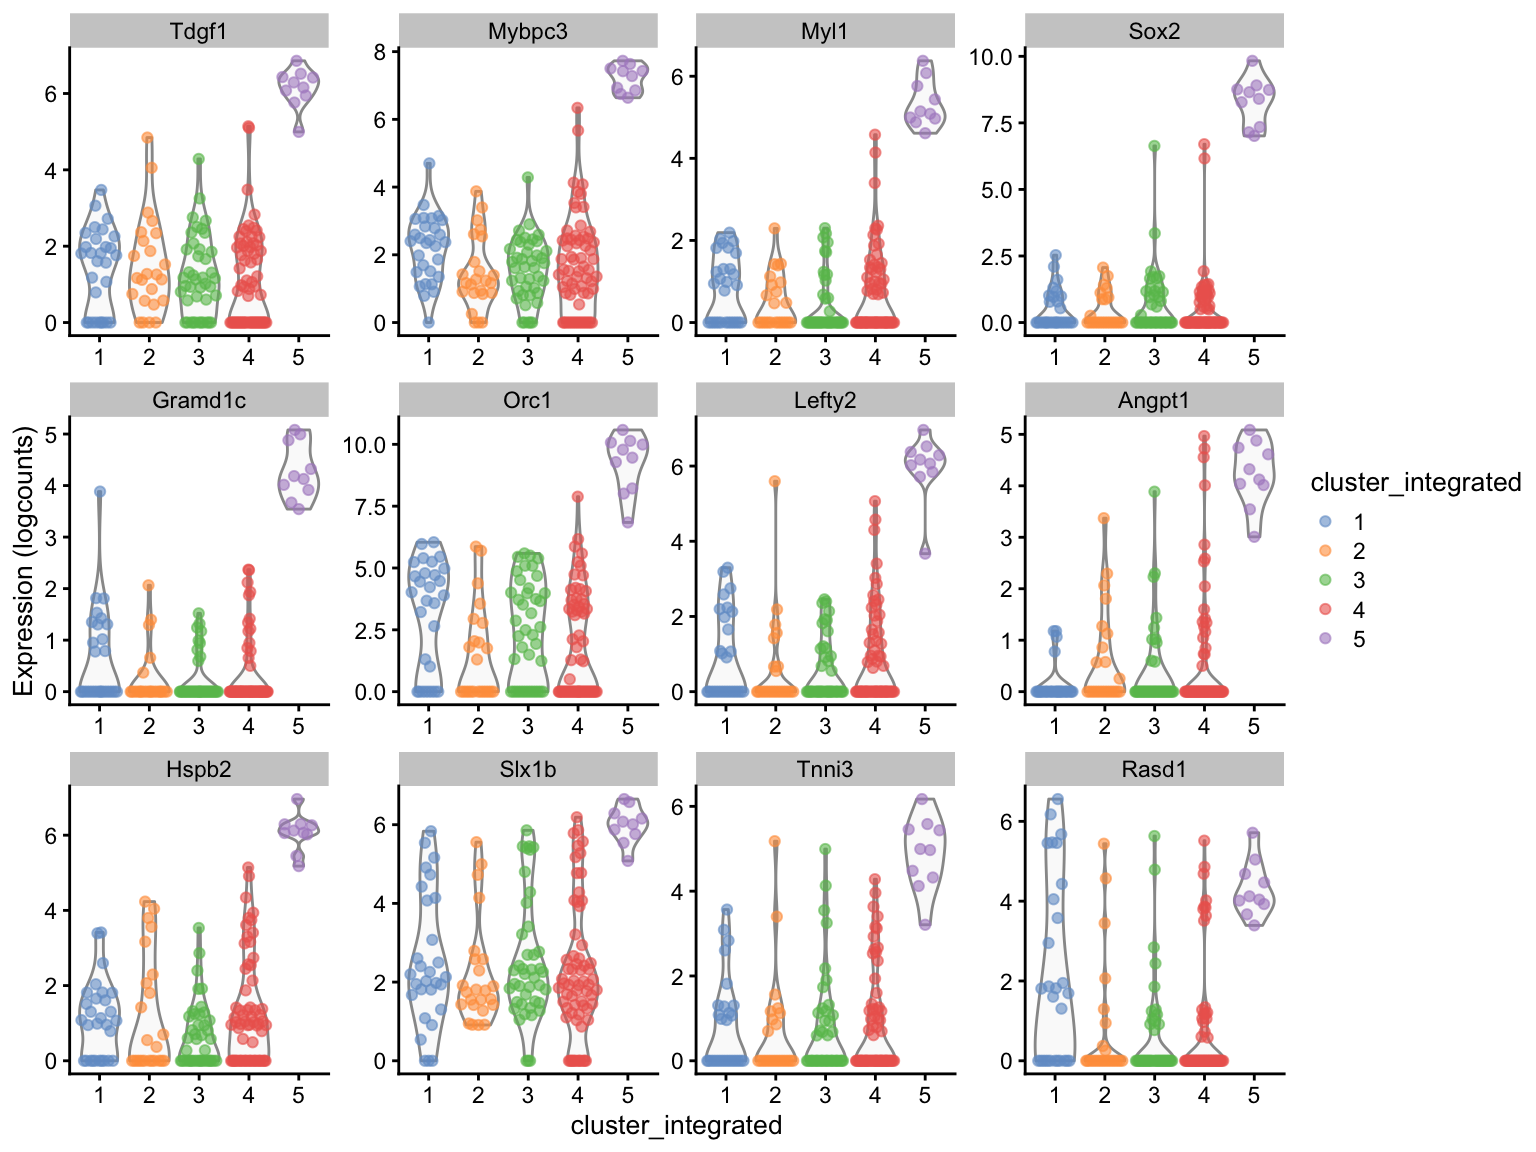 Tdgf1 Mybpc3 Myl1 Sox2
6 4 2 0
8 6 4 2 0
6 4 2 0
10.0 7.5 5.0 2.5 0.0
1 2 3 4 5 1 2 3 4 5 1 2 3 4 5 1 2 3 4 5
Gramd1c Orc1 Lefty2 Angpt1
5 4 3 2 1 0
10.0 7.5 5.0 2.5 0.0
6 4 2 0
5 4 3 2 1 0
1 2 3 4 5 1 2 3 4 5 1 2 3 4 5 1 2 3 4 5
Hspb2 Slx1b Tnni3 Rasd1
6 4 2 0
6 4 2 0
6 4 2 0
6 4 2 0
1 2 3 4 5 1 2 3 4 5 1 2 3 4 5 1 2 3 4 5
Expression (logcounts)
cluster_integrated
cluster_integrated
1
2
3
4
5